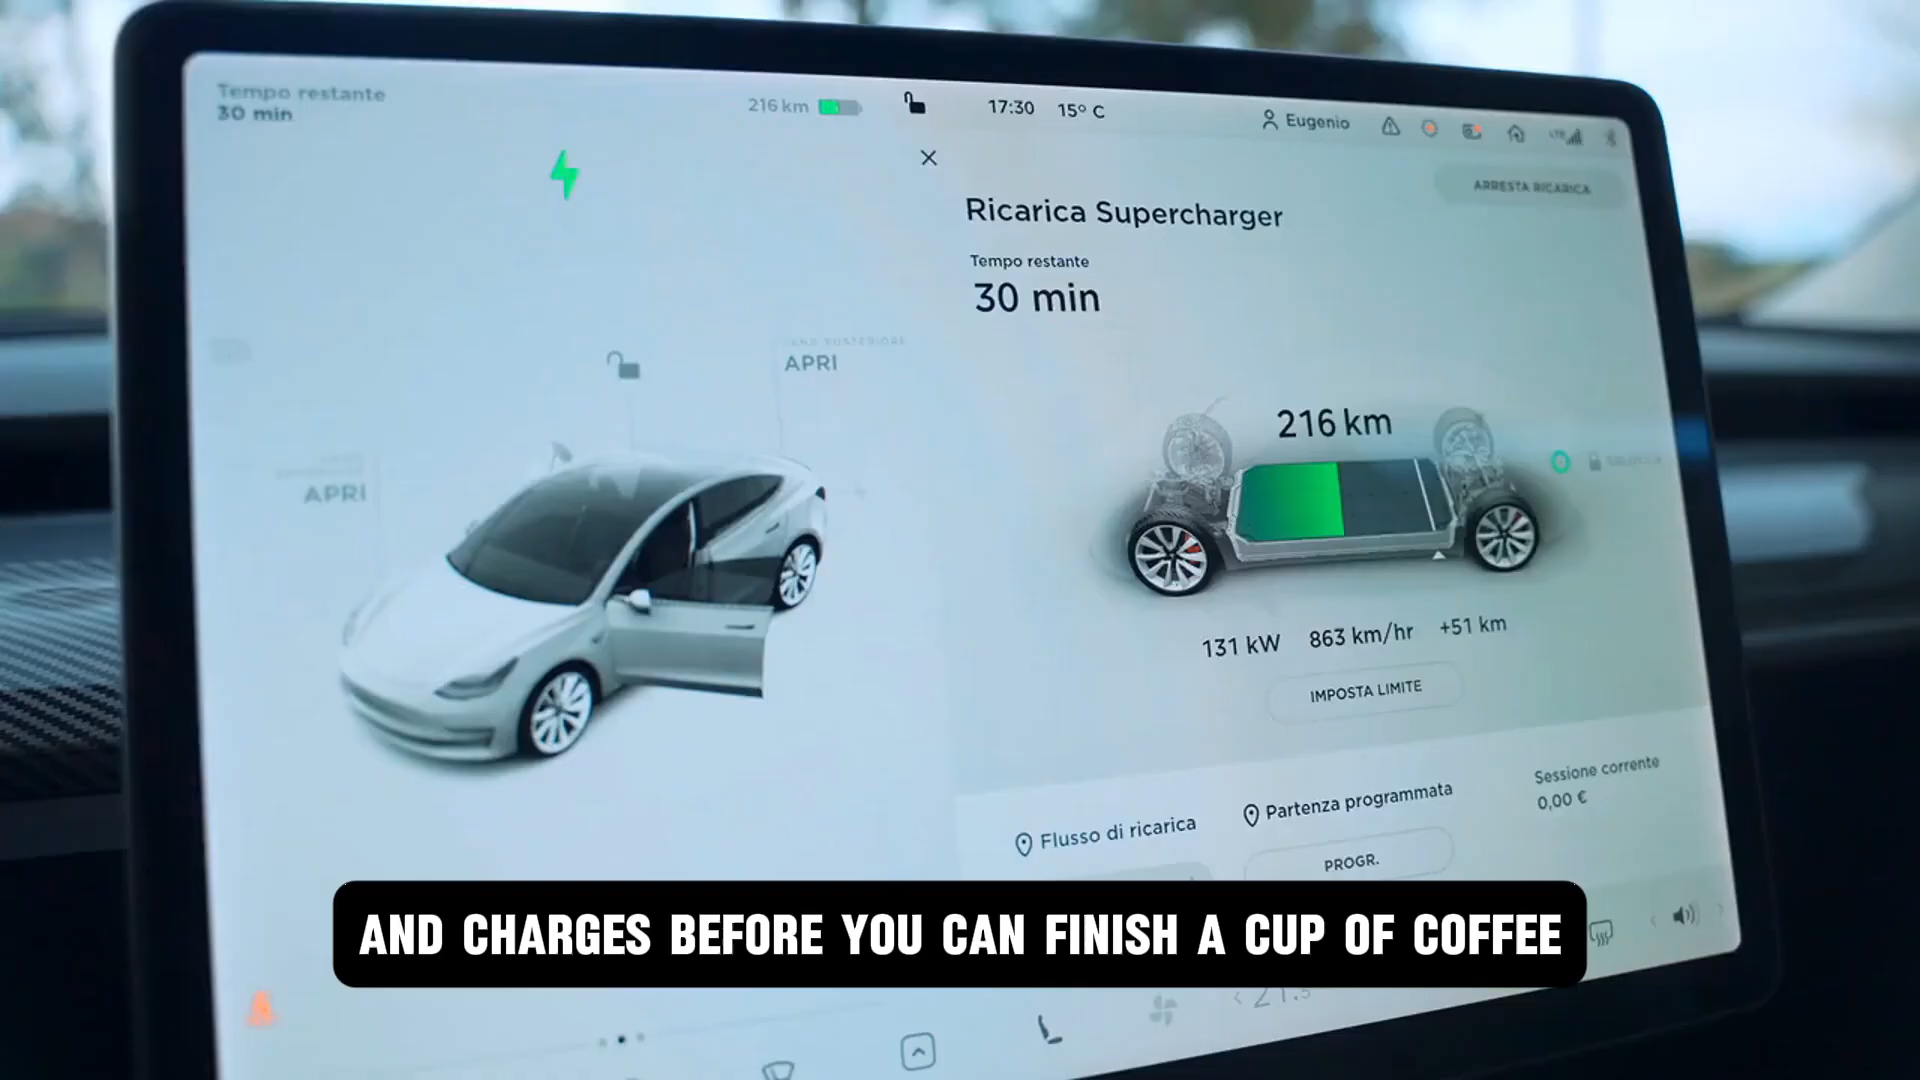 Tempo restante
30 min
216 km
17:30
15° C
Eugenio
LTE
ARRESTA RICARICA
Ricarica Supercharger
Tempo restante
30 min
APRI
APRI
216 km
131 kW
863 km/hr
+51 km
IMPOSTA LIMITE
Flusso di ricarica
Partenza programmata
PROGR.
Sessione corrente
0,00 €
AND CHARGES BEFORE YOU CAN FINISH A CUP OF COFFEE